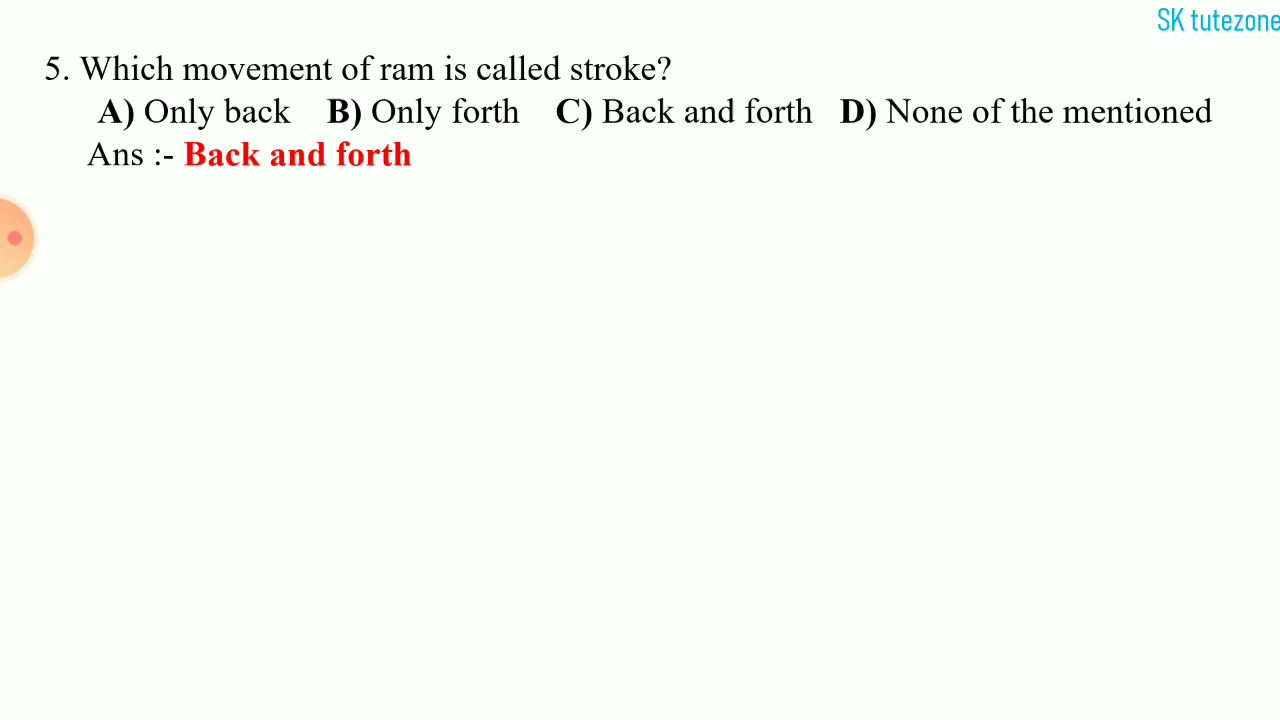 SK tutezone
5. Which movement of ram is called stroke?
A) Only back B) Only forth C) Back and forth D) None of the mentioned
Ans :- Back and forth